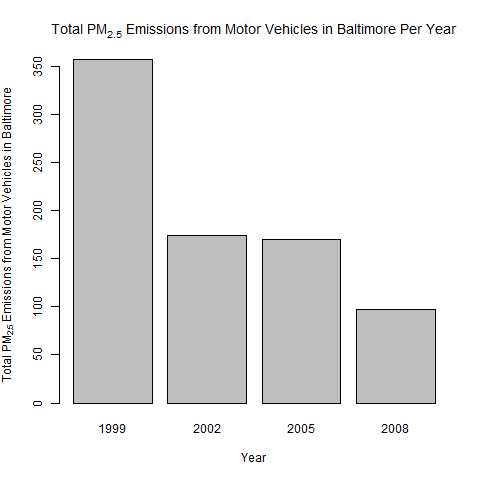 Total PM2.5 Emissions from Motor Vehicles in Baltimore Per Year
Total PM2.5 Emissions from Motor Vehicles in Baltimore
350
300
250
200
150
100
50
0
1999 2002 2005 2008
Year